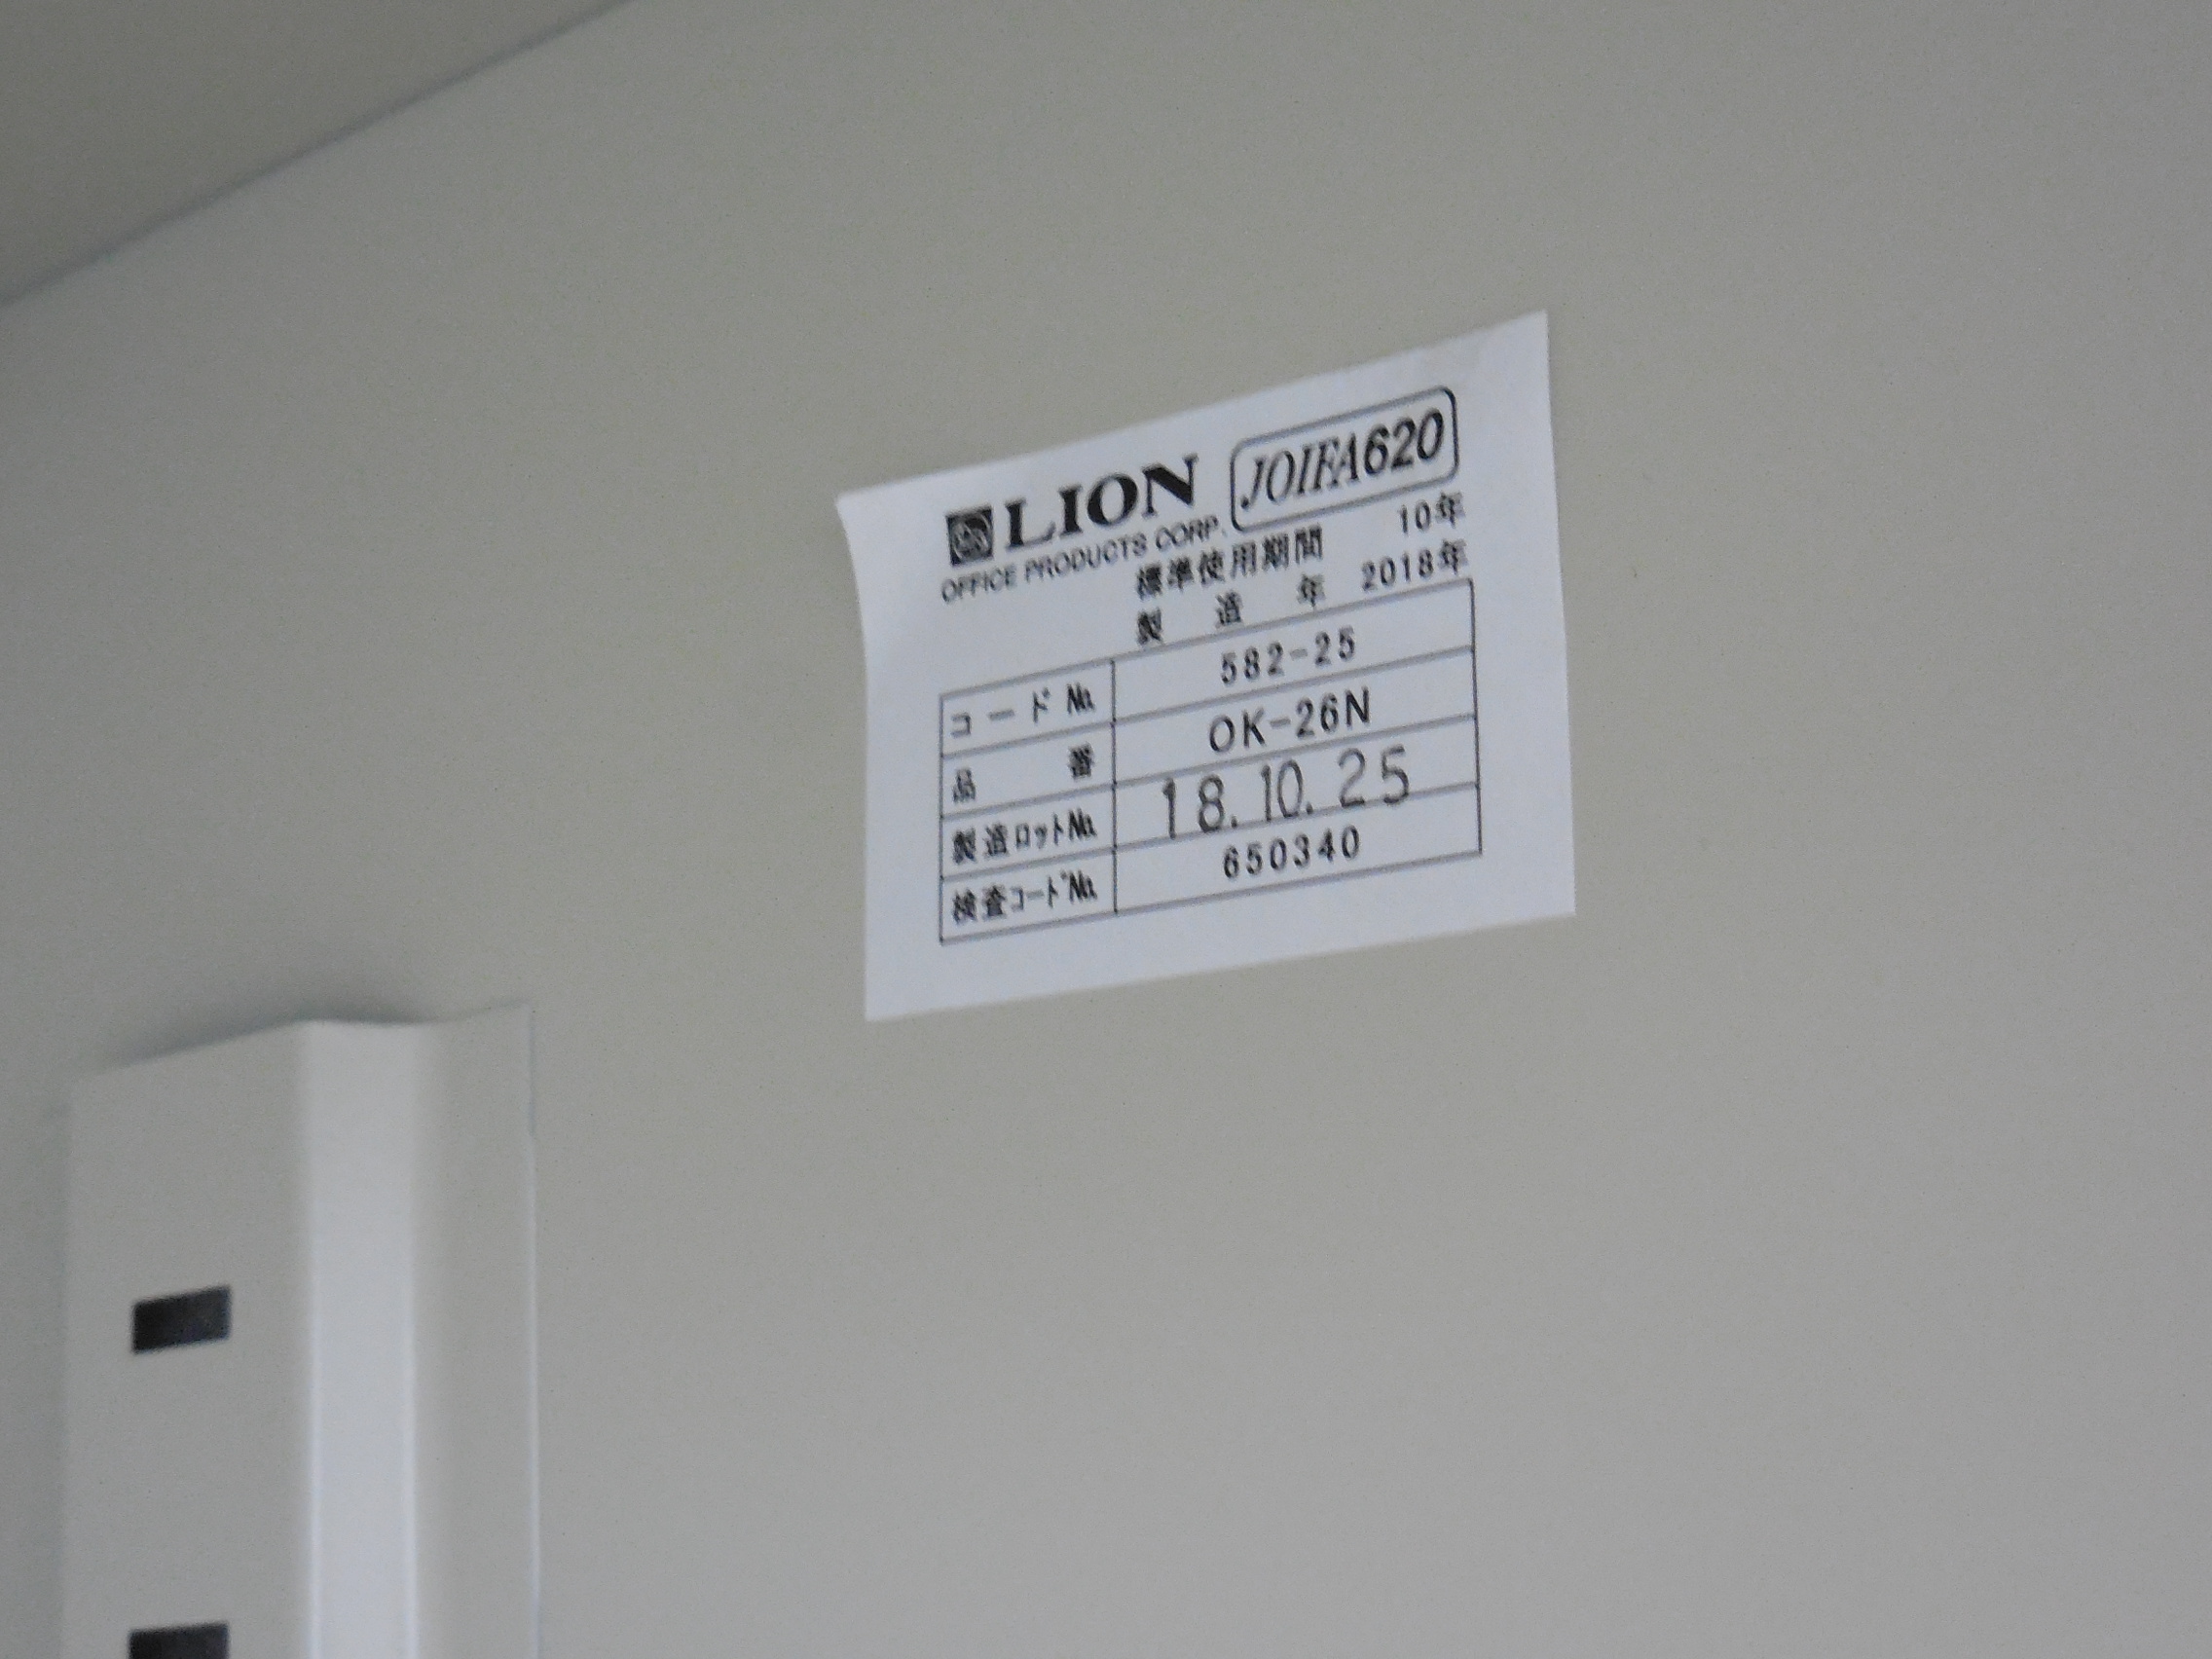 LION JOIFA620
OFFICE PRODUCTS CORP.
標準使用期間 10年
製造年 2018年
コードNo. 582-25
品番 OK-26N
製造ロットNo. 18.10.25
検査コードNo. 650340